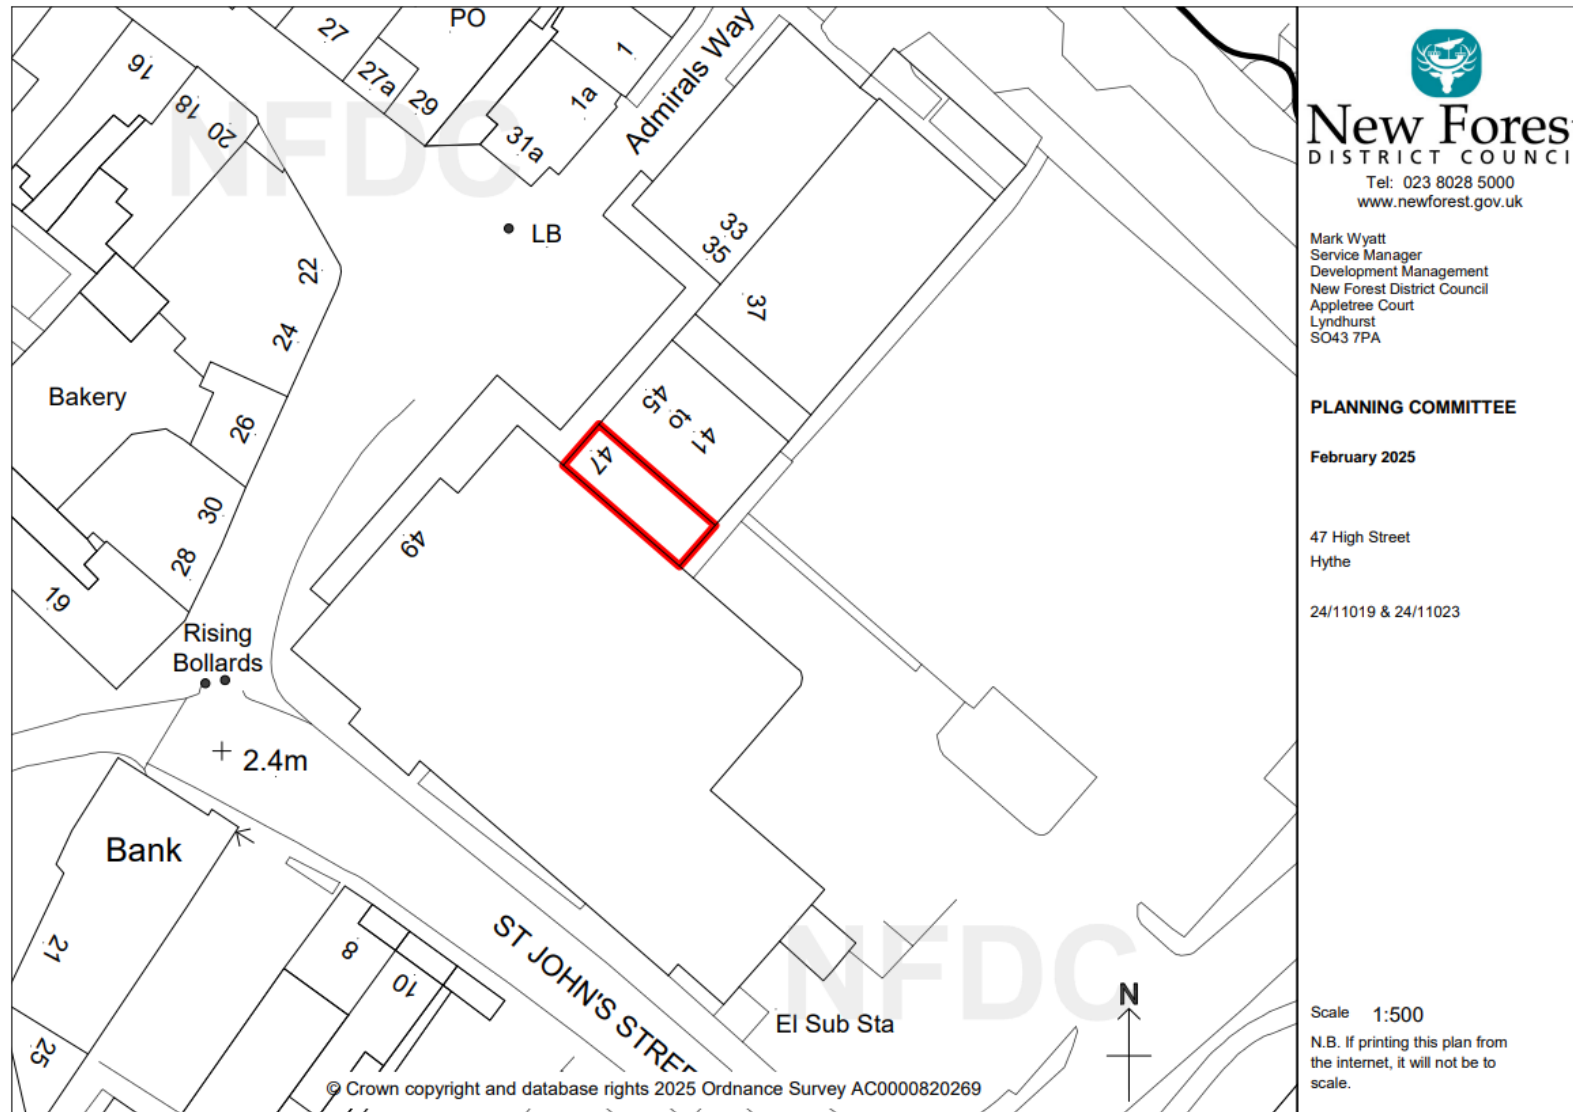 PO
27
27a
29
1
1a
31a
Admirals Way
16
18
20
NFDC
LB
22
24
33
35
37
Bakery
26
45
to
41
47
30
28
49
19
Rising
Bollards
2.4m
Bank
21
8
10
25
ST JOHN'S STREE
NFDC
El Sub Sta
N
© Crown copyright and database rights 2025 Ordnance Survey AC0000820269
New Fores
DISTRICT COUNCI
Tel: 023 8028 5000
www.newforest.gov.uk
Mark Wyatt
Service Manager
Development Management
New Forest District Council
Appletree Court
Lyndhurst
SO43 7PA
PLANNING COMMITTEE
February 2025
47 High Street
Hythe
24/11019 & 24/11023
Scale 1:500
N.B. If printing this plan from
the internet, it will not be to
scale.